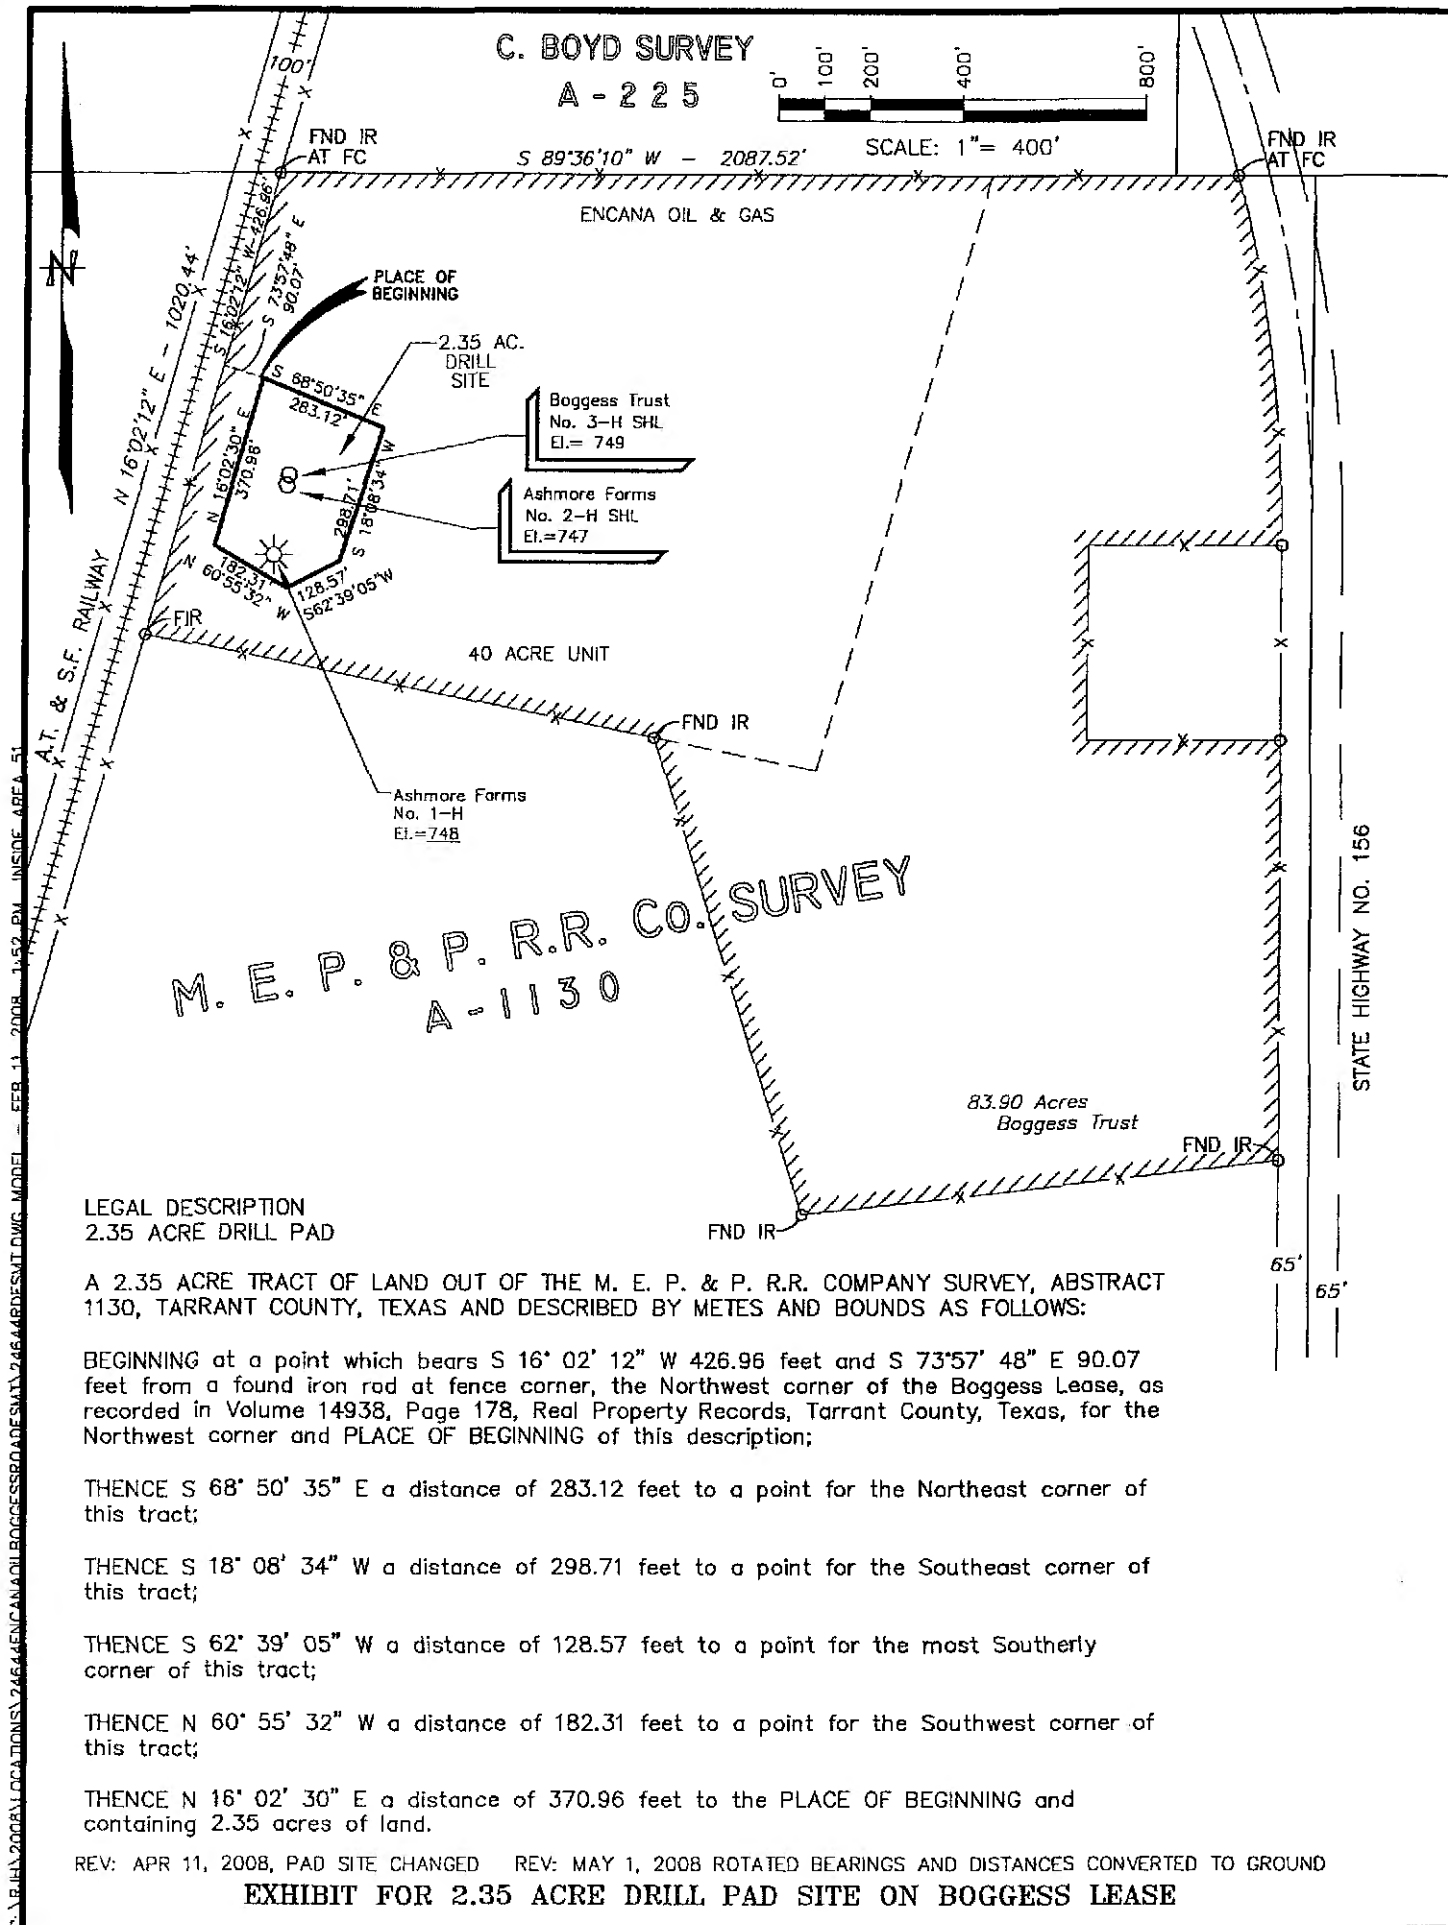 C. BOYD SURVEY
A-225
0' 100' 200' 400' 800'
SCALE: 1"= 400'
100'
FND IR
AT FC
S 89°36'10" W - 2087.52'
FND IR
AT FC
ENCANA OIL & GAS
N
N 16°02'12" E - 1020.44'
S 16°02'12" W-426.96'
S 73°57'48" E
90.07'
PLACE OF
BEGINNING
2.35 AC.
DRILL
SITE
S 68°50'35" E
283.12'
Boggess Trust
No. 3-H SHL
El.= 749
Ashmore Forms
No. 2-H SHL
El.=747
N 16°02'30" E
370.96'
298.71'
S 18°08'34" W
182.31'
N 60°55'32" W
128.57'
S62°39'05"W
FIR
A.T. & S.F. RAILWAY
40 ACRE UNIT
FND IR
Ashmore Farms
No. 1-H
El.=748
M. E. P. & P. R.R. Co. SURVEY
A-1130
STATE HIGHWAY NO. 156
83.90 Acres
Boggess Trust
FND IR
FND IR
65'
65'
LEGAL DESCRIPTION
2.35 ACRE DRILL PAD
A 2.35 ACRE TRACT OF LAND OUT OF THE M. E. P. & P. R.R. COMPANY SURVEY, ABSTRACT
1130, TARRANT COUNTY, TEXAS AND DESCRIBED BY METES AND BOUNDS AS FOLLOWS:
BEGINNING at a point which bears S 16° 02' 12" W 426.96 feet and S 73°57' 48" E 90.07
feet from a found iron rod at fence corner, the Northwest corner of the Boggess Lease, as
recorded in Volume 14938, Page 178, Real Property Records, Tarrant County, Texas, for the
Northwest corner and PLACE OF BEGINNING of this description;
THENCE S 68° 50' 35" E a distance of 283.12 feet to a point for the Northeast corner of
this tract;
THENCE S 18° 08' 34" W a distance of 298.71 feet to a point for the Southeast corner of
this tract;
THENCE S 62° 39' 05" W a distance of 128.57 feet to a point for the most Southerly
corner of this tract;
THENCE N 60° 55' 32" W a distance of 182.31 feet to a point for the Southwest corner of
this tract;
THENCE N 16° 02' 30" E a distance of 370.96 feet to the PLACE OF BEGINNING and
containing 2.35 acres of land.
REV: APR 11, 2008, PAD SITE CHANGED REV: MAY 1, 2008 ROTATED BEARINGS AND DISTANCES CONVERTED TO GROUND
EXHIBIT FOR 2.35 ACRE DRILL PAD SITE ON BOGGESS LEASE
FEB 11, 2008 1:52 PM INSIDE AREA 51